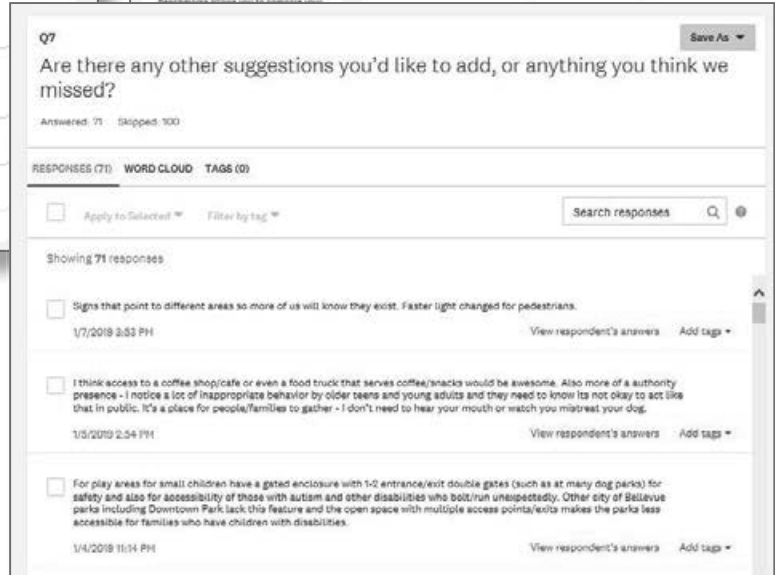 Q7
Save As
Are there any other suggestions you'd like to add, or anything you think we
missed?
Answered: 71 Skipped: 100
RESPONSES (71) WORD CLOUD TAGS (0)
Apply to Selected Filter by tag
Search responses
Showing 71 responses
Signs that point to different areas so more of us will know they exist. Faster light changed for pedestrians.
1/7/2019 3:53 PM View respondent's answers Add tags
I think access to a coffee shop/cafe or even a food truck that serves coffee/snacks would be awesome. Also more of a authority
presence - I notice a lot of inappropriate behavior by older teens and young adults and they need to know its not okay to act like
that in public. It's a place for people/families to gather - I don't need to hear your mouth or watch you mistreat your dog.
1/5/2019 2:54 PM View respondent's answers Add tags
For play areas for small children have a gated enclosure with 1-2 entrance/exit double gates (such as at many dog parks) for
safety and also for accessibility of those with autism and other disabilities who bolt/run unexpectedly. Other city of Bellevue
parks including Downtown Park lack this feature and the open space with multiple access points/exits makes the parks less
accessible for families who have children with disabilities.
1/4/2019 11:14 PM View respondent's answers Add tags